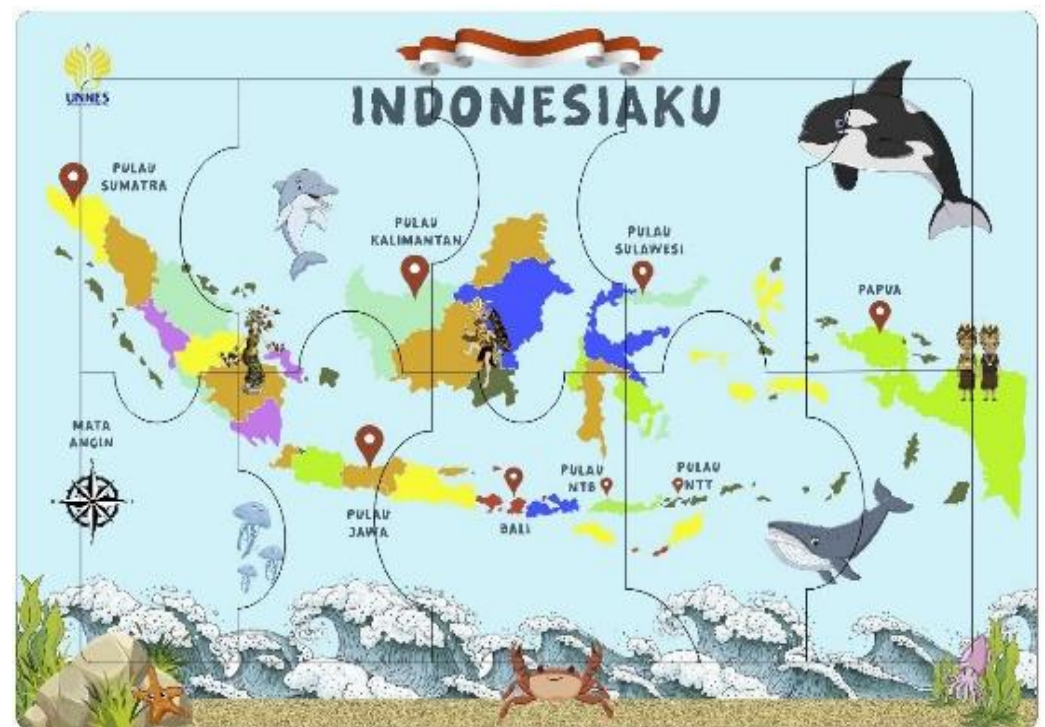 UNNES
INDONESIAKU
PULAU
SUMATRA
PULAU
KALIMANTAN
PULAU
SULAWESI
PAPUA
MATA
ANGIN
PULAU
JAWA
BALI
PULAU
NTB
PULAU
NTT